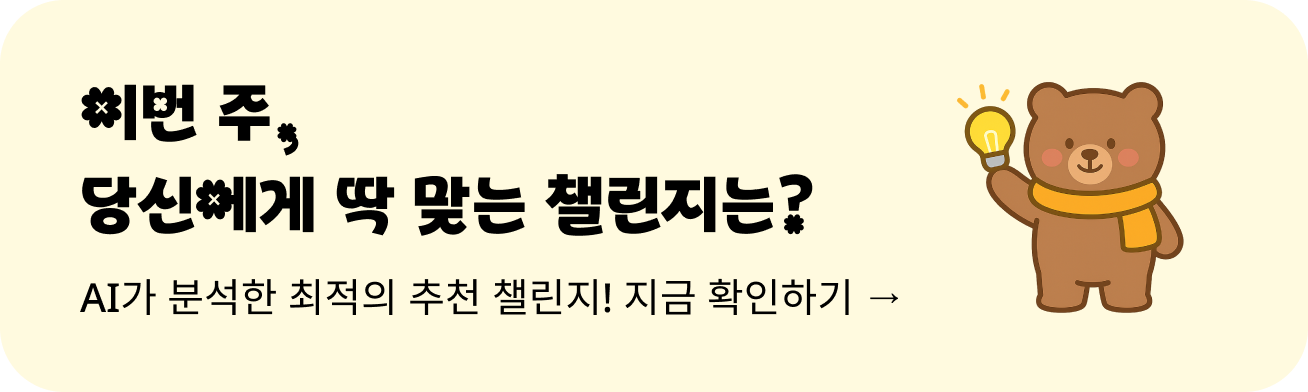 이번 주,
당신에게 딱 맞는 챌린지는?
AI가 분석한 최적의 추천 챌린지! 지금 확인하기 →